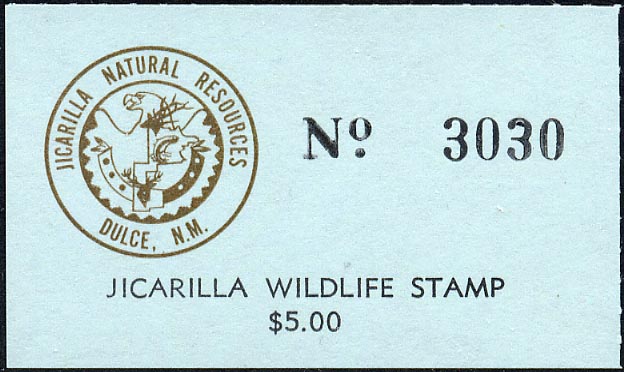 JICARILLA NATURAL RESOURCES
DULCE, N.M.
Nº 3030
JICARILLA WILDLIFE STAMP
$5.00